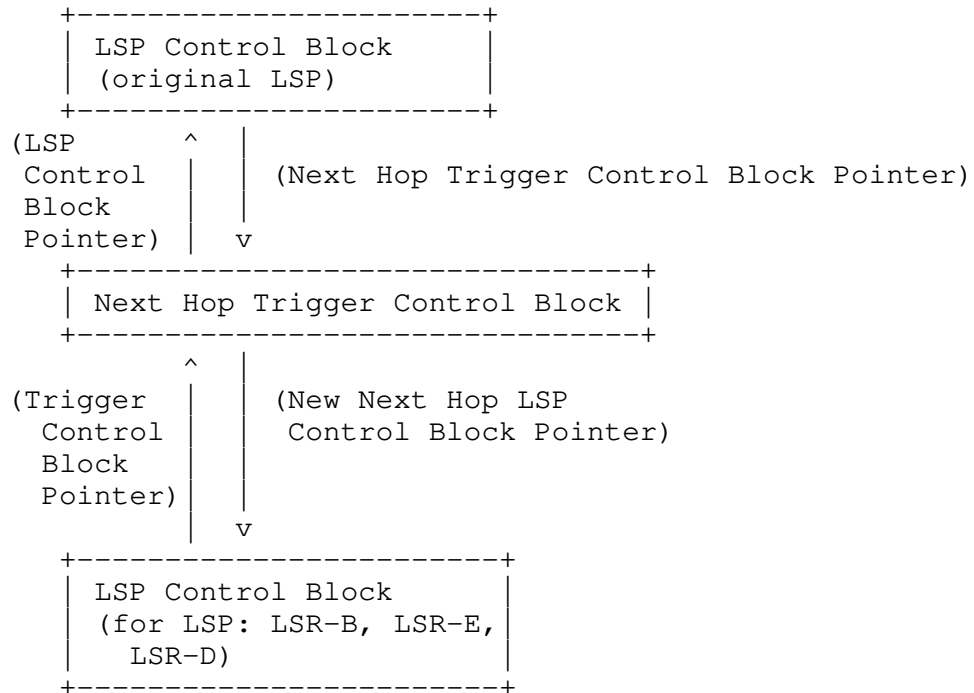 +-----------------------+
| LSP Control Block     |
| (original LSP)        |
+-----------------------+
(LSP      ^  |
 Control  |  | (Next Hop Trigger Control Block Pointer)
 Block    |  |
 Pointer) |  v
+-------------------------------+
| Next Hop Trigger Control Block |
+-------------------------------+
          ^  |
(Trigger  |  | (New Next Hop LSP
 Control  |  |  Control Block Pointer)
 Block    |  |
 Pointer) |  |
          |  v
+------------------------+
| LSP Control Block      |
| (for LSP: LSR-B, LSR-E,|
|   LSR-D)               |
+------------------------+